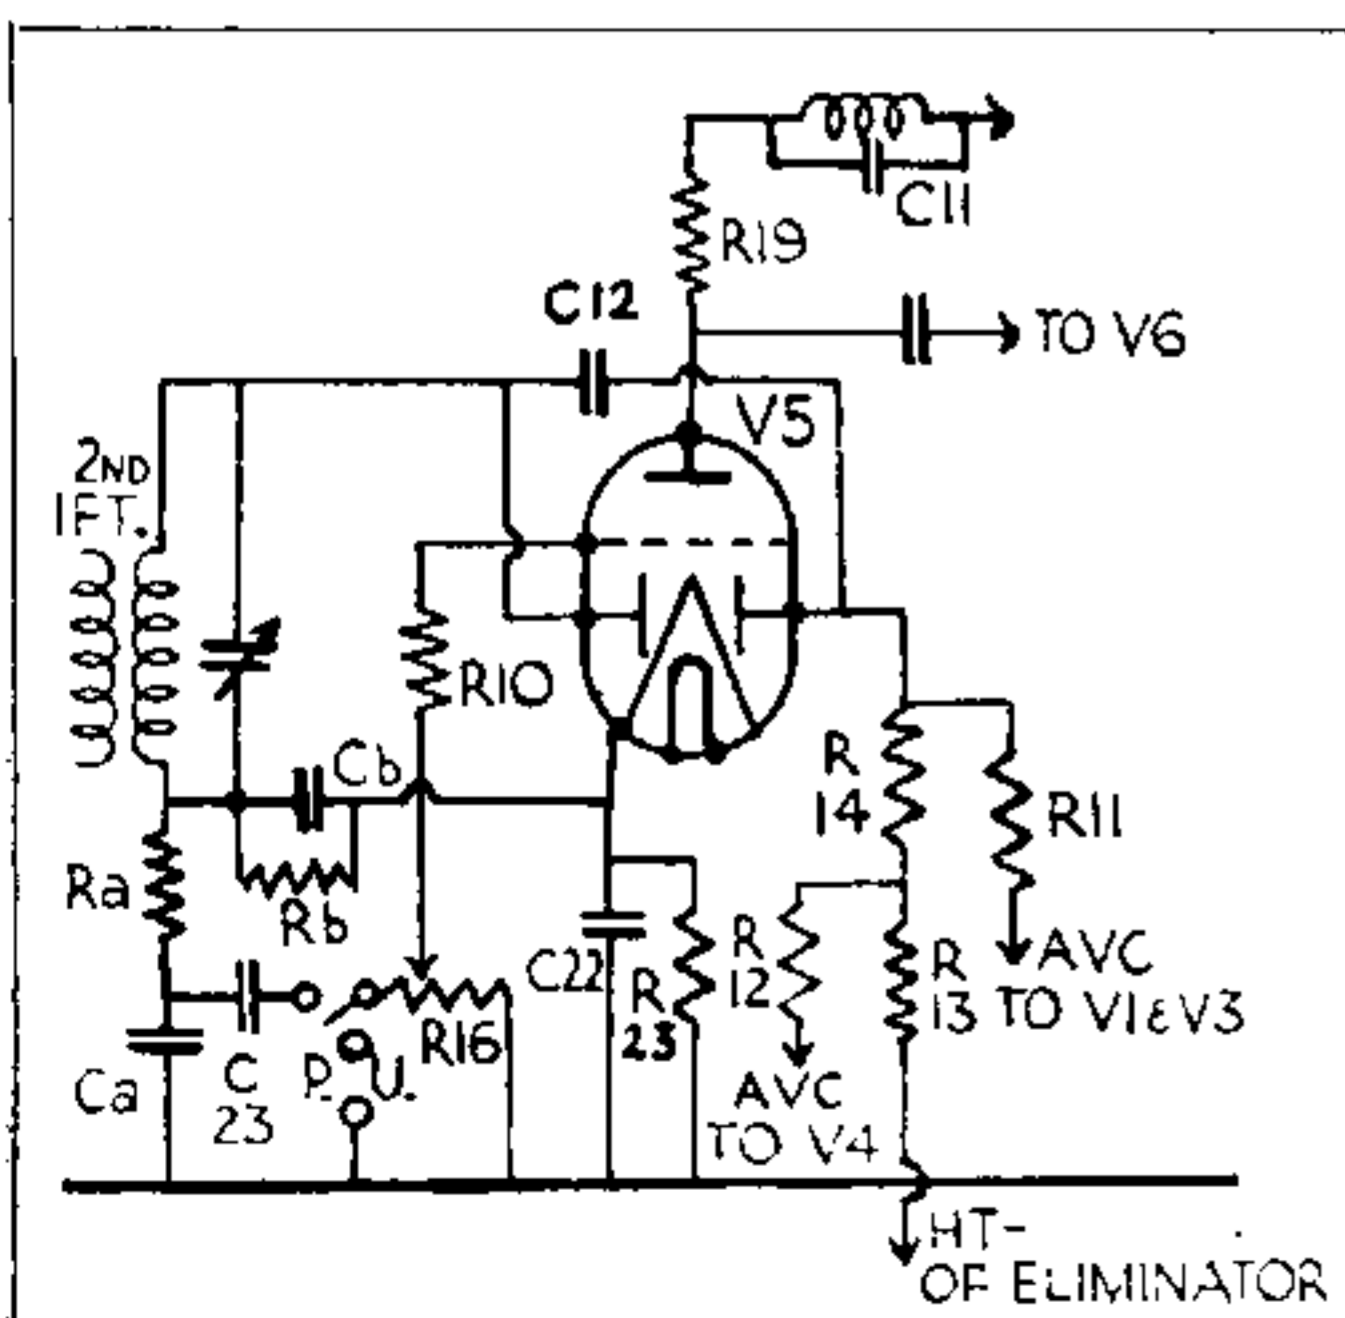 C11
R19
C12
TO V6
V5
2ND
IFT.
R10
Cb
R
14
R11
Ra
Rb
C22
R
23
R
12
R
13
AVC
TO V1&V3
R16
Ca
C
23
P.U.
AVC
TO V4
HT-
OF ELIMINATOR